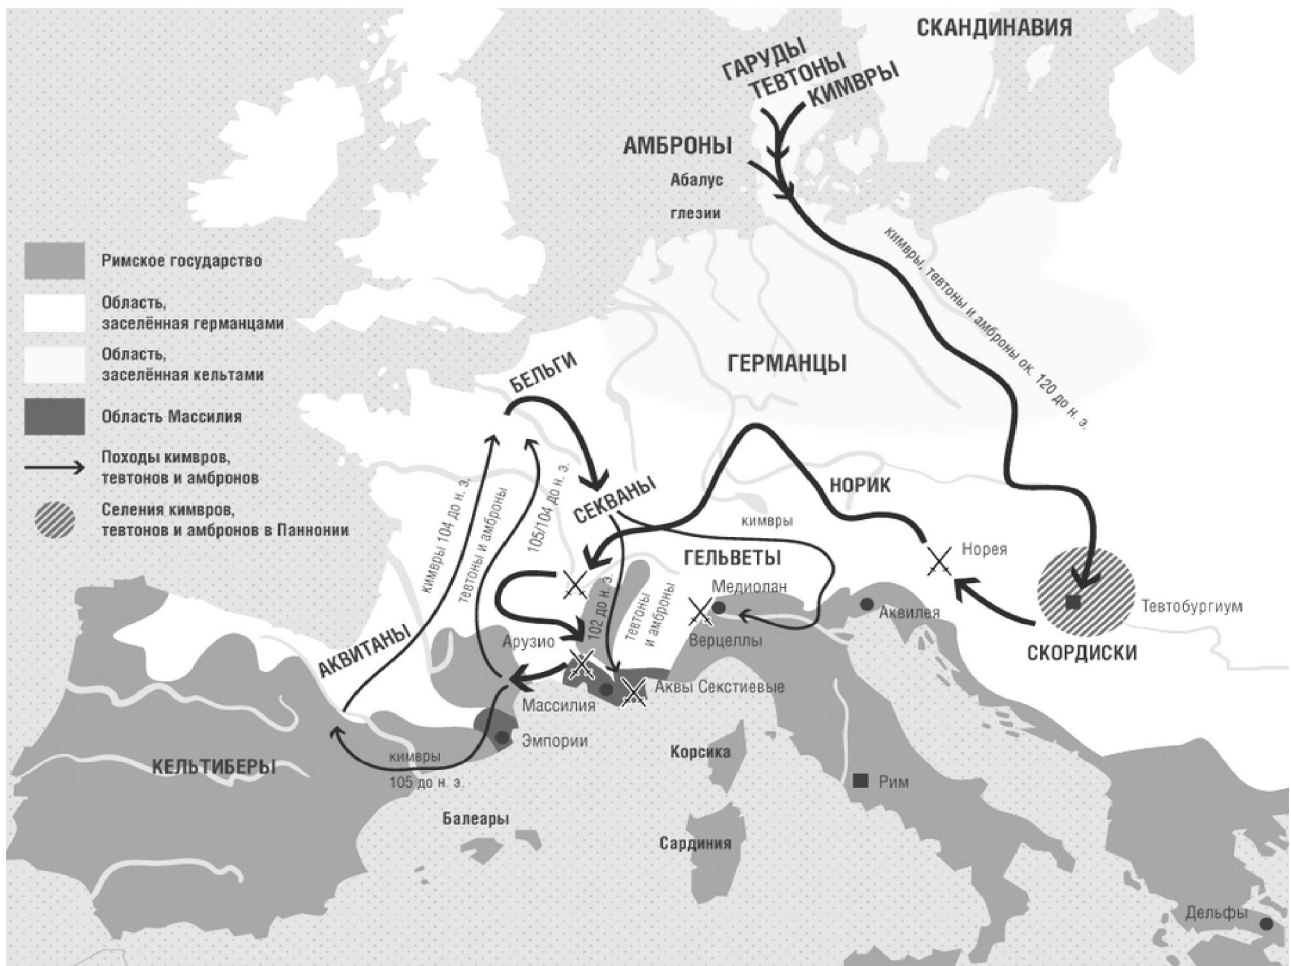 СКАНДИНАВИЯ
ГАРУДЫ
ТЕВТОНЫ
КИМВРЫ
АМБРОНЫ
Абалус
глезии
кимвры, тевтоны и амброны ок. 120 до н. э.
Римское государство
Область,
заселённая германцами
Область,
заселённая кельтами
Область Массилия
Походы кимвров,
тевтонов и амбронов
Селения кимвров,
тевтонов и амбронов в Паннонии
ГЕРМАНЦЫ
БЕЛЬГИ
СЕКВАНЫ
НОРИК
кимвры
Норея
ГЕЛЬВЕТЫ
Медиолан
Аквилея
Тевтобургиум
СКОРДИСКИ
Верцеллы
кимвры 104 до н. э.
тевтоны и амброны
105/104 до н. э.
102 до н. э.
тевтоны
и амброны
Арузио
АКВИТАНЫ
Аквы Секстиевые
Массилия
Эмпории
кимвры
105 до н. э.
КЕЛЬТИБЕРЫ
Корсика
Рим
Балеары
Сардиния
Дельфы